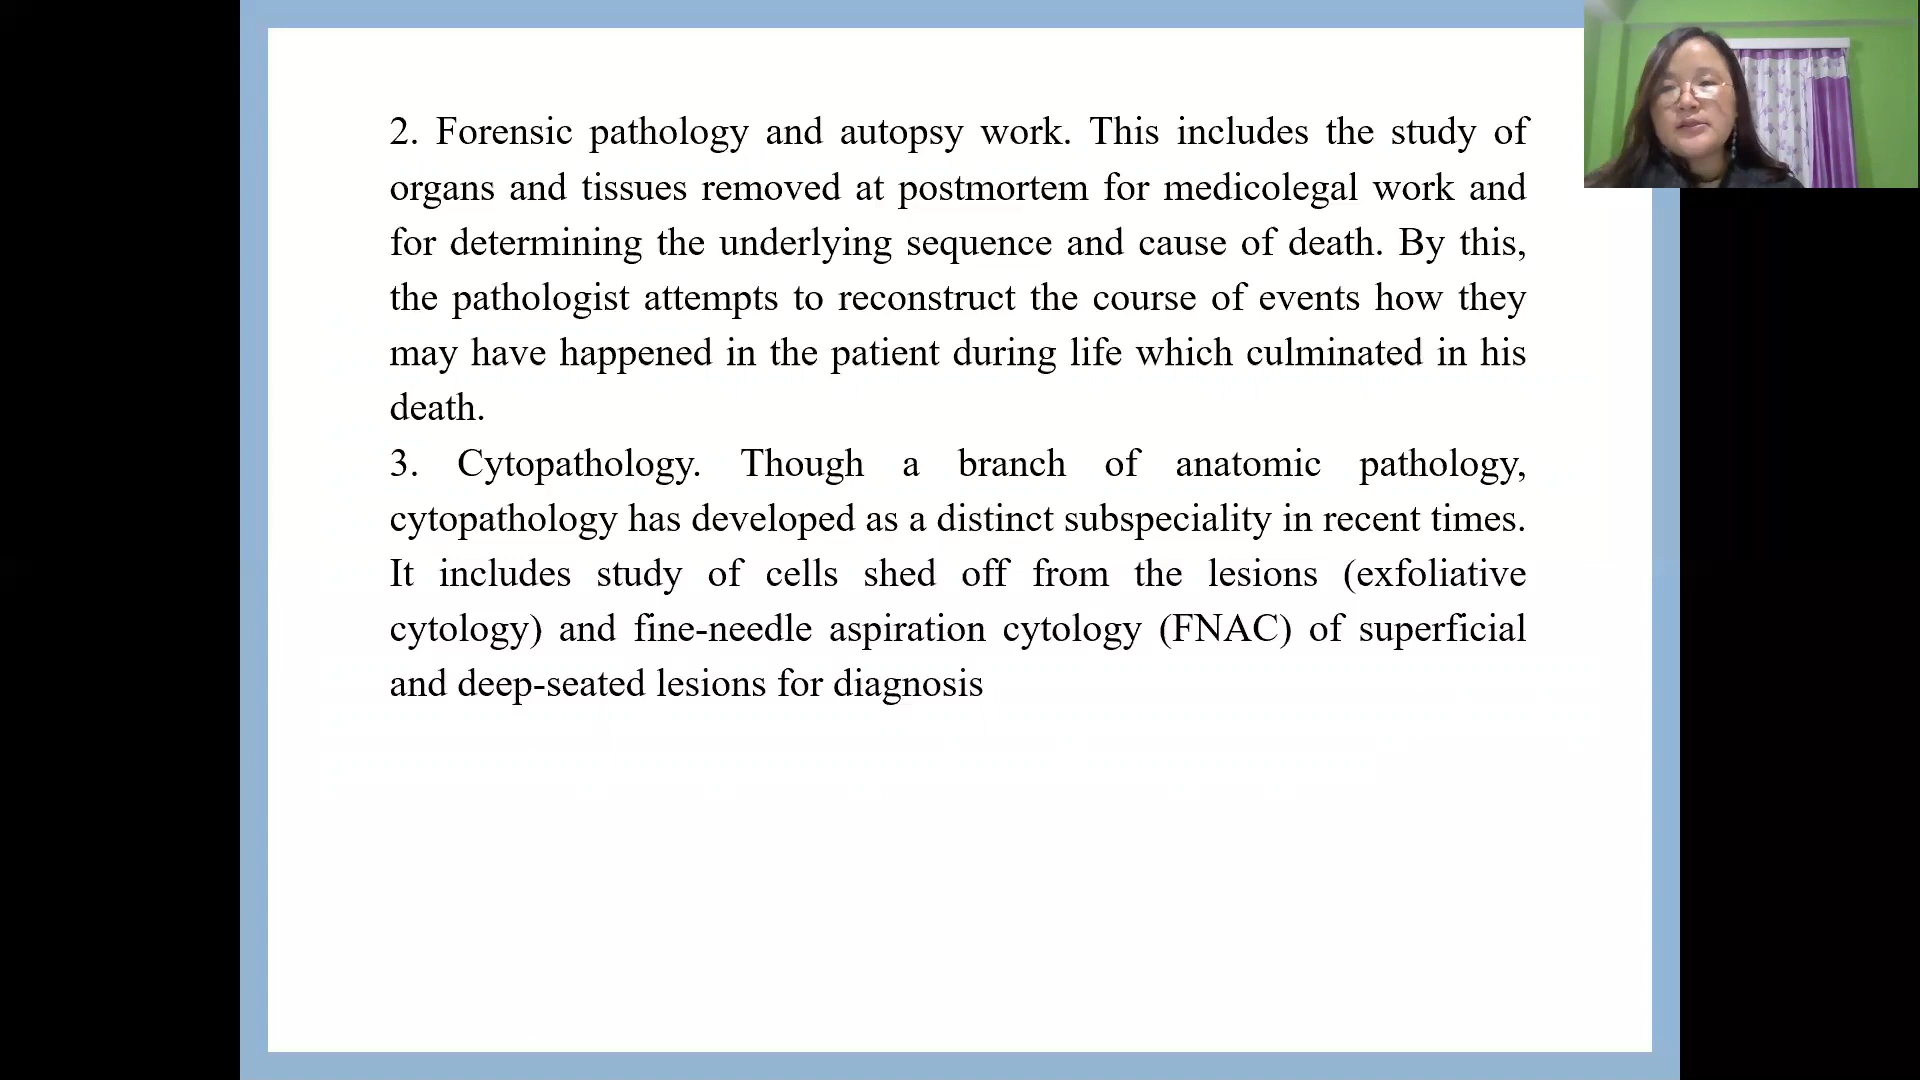 2. Forensic pathology and autopsy work. This includes the study of
organs and tissues removed at postmortem for medicolegal work and
for determining the underlying sequence and cause of death. By this,
the pathologist attempts to reconstruct the course of events how they
may have happened in the patient during life which culminated in his
death.
3. Cytopathology. Though a branch of anatomic pathology,
cytopathology has developed as a distinct subspeciality in recent times.
It includes study of cells shed off from the lesions (exfoliative
cytology) and fine-needle aspiration cytology (FNAC) of superficial
and deep-seated lesions for diagnosis